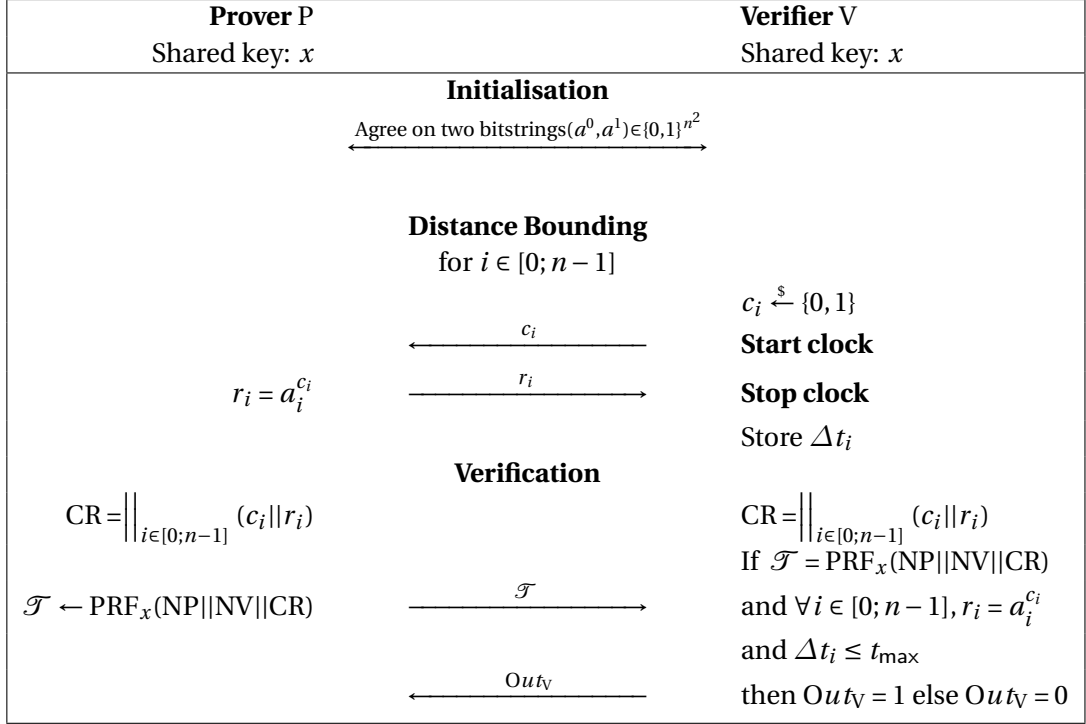 Prover P Verifier V
Shared key: x Shared key: x
Initialisation
Agree on two bitstrings(a^0,a^1)∈{0,1}^{n^2}
Distance Bounding
for i ∈ [0; n − 1]
c_i ←$ {0, 1}
c_i Start clock
r_i = a_i^{c_i} r_i Stop clock
Store Δt_i
Verification
CR=||_{i∈[0;n−1]} (c_i||r_i) CR=||_{i∈[0;n−1]} (c_i||r_i)
If 𝒯 = PRF_x(NP||NV||CR)
𝒯 ← PRF_x(NP||NV||CR) 𝒯 and ∀i ∈ [0; n − 1], r_i = a_i^{c_i}
and Δt_i ≤ t_max
Out_V then Out_V = 1 else Out_V = 0